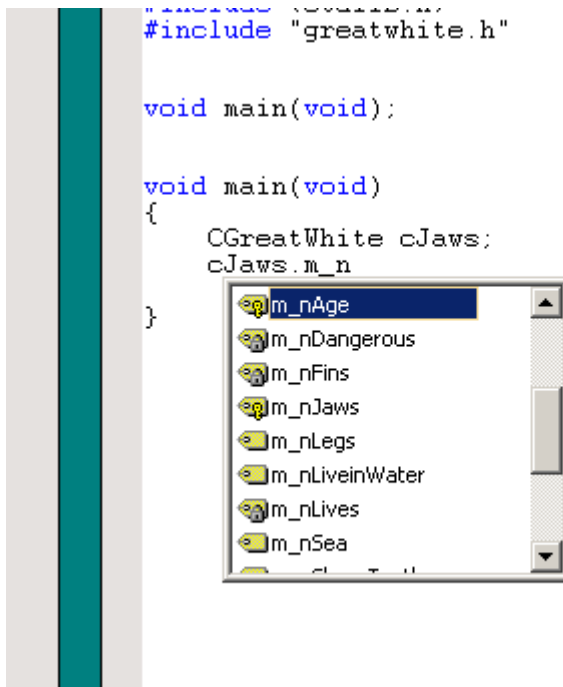 #include "greatwhite.h"
void main(void);
void main(void)
{
CGreatWhite cJaws;
cJaws.m_n
m_nAge
m_nDangerous
m_nFins
m_nJaws
m_nLegs
m_nLiveinWater
m_nLives
m_nSea
}